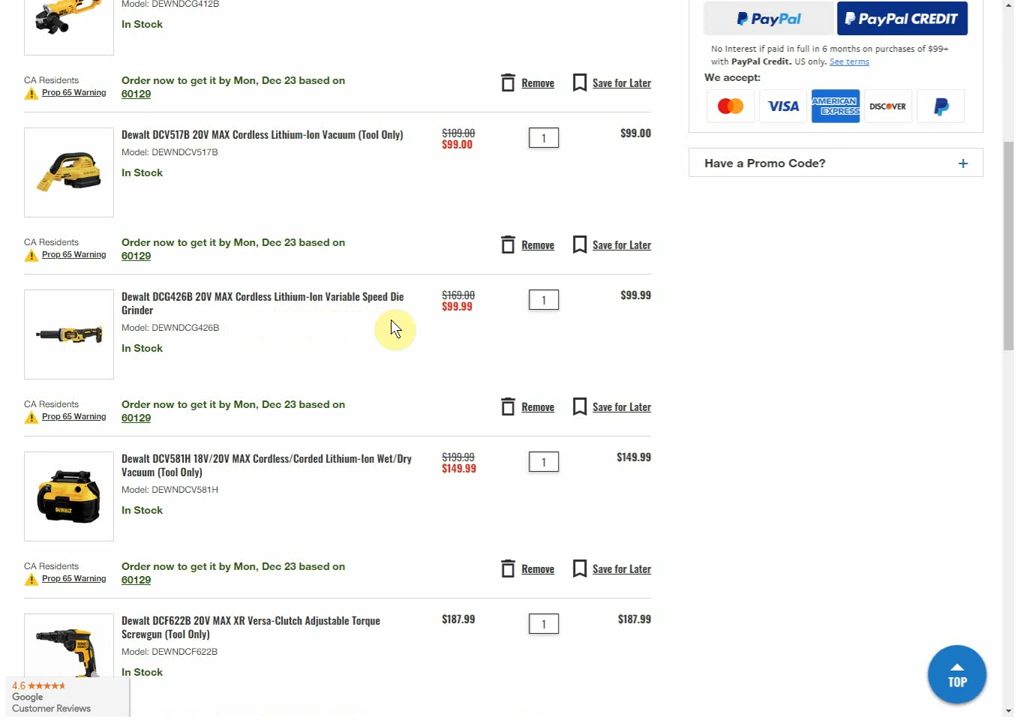 Model: DEWNDCG412B
In Stock
CA Residents
Prop 65 Warning
Order now to get it by Mon, Dec 23 based on
60129
Remove
Save for Later
Dewalt DCV517B 20V MAX Cordless Lithium-Ion Vacuum (Tool Only)
Model: DEWNDCV517B
In Stock
$109.00
$99.00
1
$99.00
CA Residents
Prop 65 Warning
Order now to get it by Mon, Dec 23 based on
60129
Remove
Save for Later
Dewalt DCG426B 20V MAX Cordless Lithium-Ion Variable Speed Die
Grinder
Model: DEWNDCG426B
In Stock
$169.00
$99.99
1
$99.99
CA Residents
Prop 65 Warning
Order now to get it by Mon, Dec 23 based on
60129
Remove
Save for Later
Dewalt DCV581H 18V/20V MAX Cordless/Corded Lithium-Ion Wet/Dry
Vacuum (Tool Only)
Model: DEWNDCV581H
In Stock
$199.99
$149.99
1
$149.99
DEWALT
CA Residents
Prop 65 Warning
Order now to get it by Mon, Dec 23 based on
60129
Remove
Save for Later
Dewalt DCF622B 20V MAX XR Versa-Clutch Adjustable Torque
Screwgun (Tool Only)
Model: DEWNDCF622B
In Stock
$187.99
1
$187.99
4.6
Google
Customer Reviews
PayPal
PayPal CREDIT
No Interest if paid in full in 6 months on purchases of $99+
with PayPal Credit. US only. See terms
We accept:
VISA
AMERICAN
EXPRESS
DISCOVER
Have a Promo Code?
+
TOP